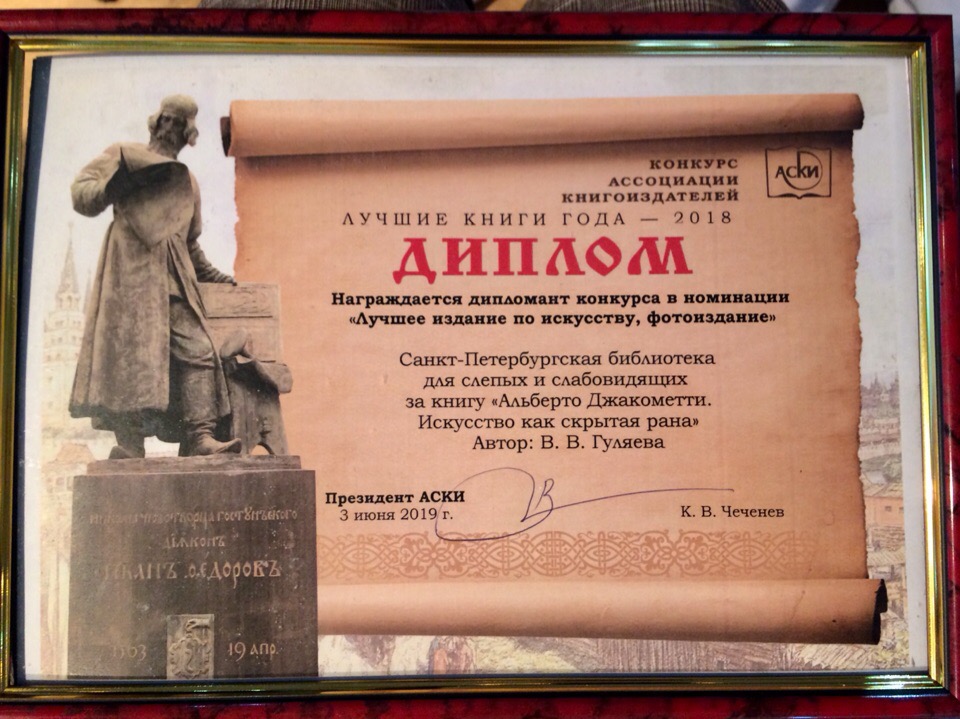 КОНКУРС
АССОЦИАЦИИ
КНИГОИЗДАТЕЛЕЙ
АСКИ
ЛУЧШИЕ КНИГИ ГОДА — 2018
ДИПЛОМ
Награждается дипломант конкурса в номинации
«Лучшее издание по искусству, фотоиздание»
Санкт-Петербургская библиотека
для слепых и слабовидящих
за книгу «Альберто Джакометти.
Искусство как скрытая рана»
Автор: В. В. Гуляева
Президент АСКИ
3 июня 2019 г.
К. В. Чеченев
дїаконъ
Иванъ Ѳедоровъ
1563 19 апр.